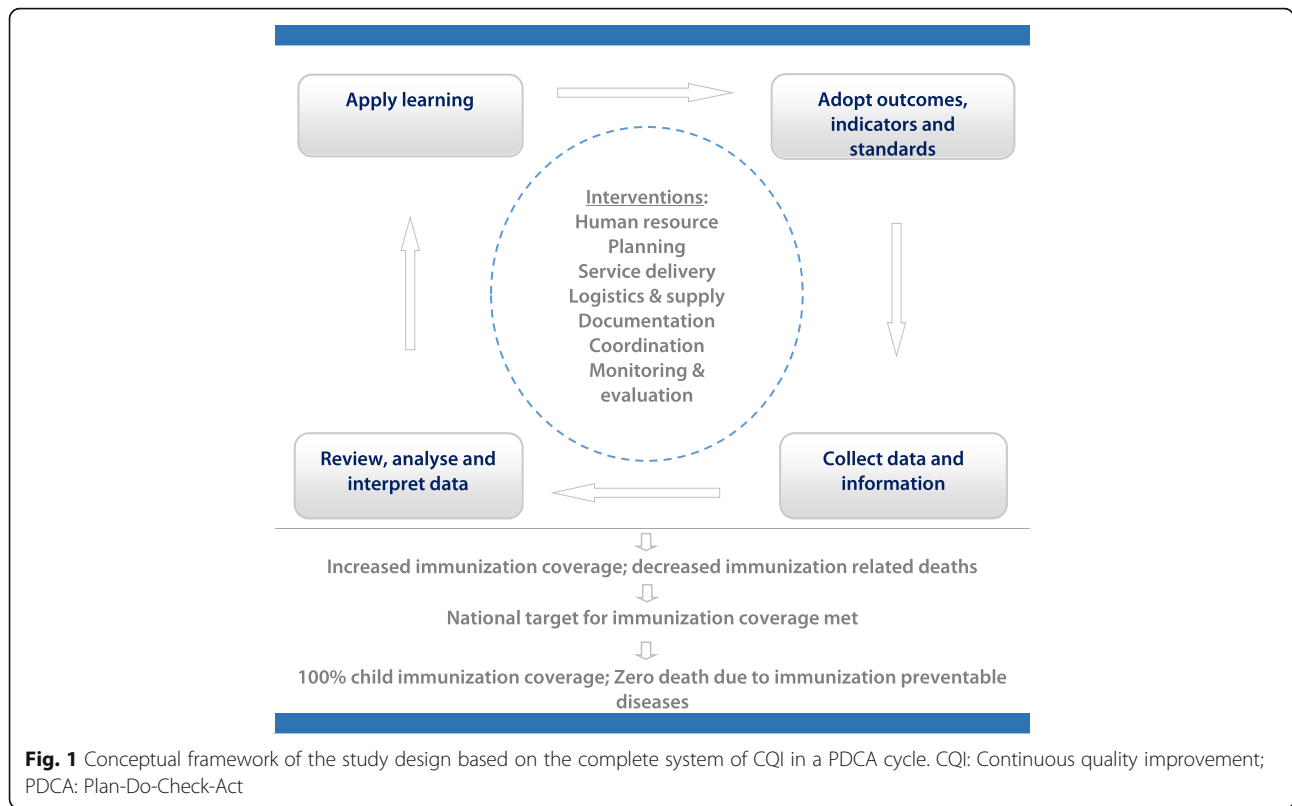 Apply learning
Adopt outcomes,
indicators and
standards
Interventions:
Human resource
Planning
Service delivery
Logistics & supply
Documentation
Coordination
Monitoring &
evaluation
Review, analyse and
interpret data
Collect data and
information
Increased immunization coverage; decreased immunization related deaths
National target for immunization coverage met
100% child immunization coverage; Zero death due to immunization preventable
diseases
Fig. 1 Conceptual framework of the study design based on the complete system of CQI in a PDCA cycle. CQI: Continuous quality improvement;
PDCA: Plan-Do-Check-Act